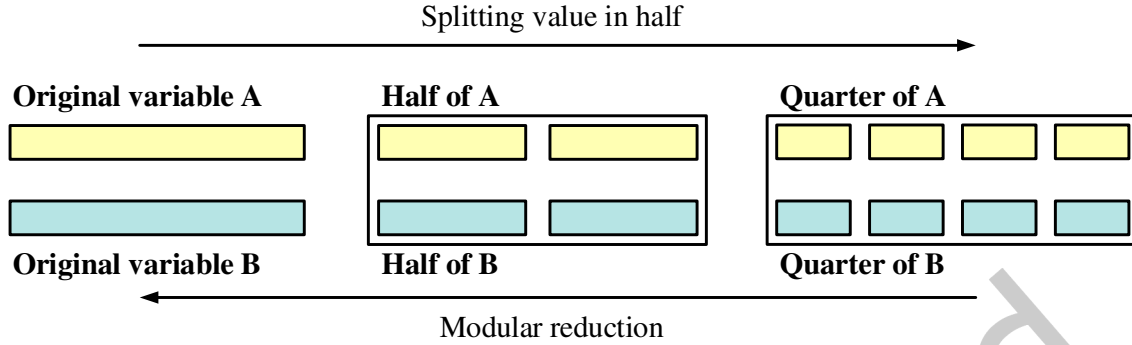 Splitting value in half
Original variable A
Half of A
Quarter of A
Original variable B
Half of B
Quarter of B
Modular reduction